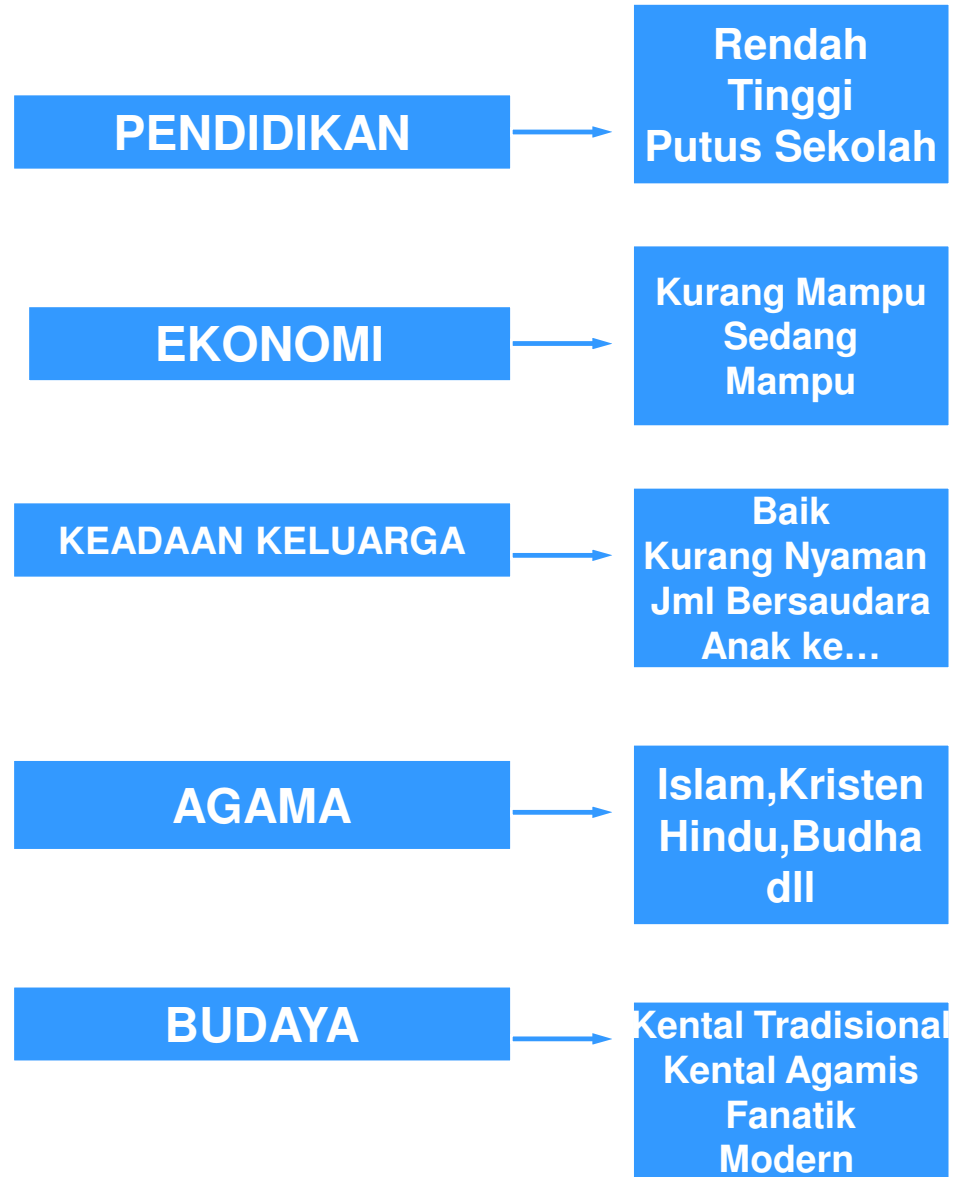 PENDIDIKAN
Rendah
Tinggi
Putus Sekolah
EKONOMI
Kurang Mampu
Sedang
Mampu
KEADAAN KELUARGA
Baik
Kurang Nyaman
Jml Bersaudara
Anak ke…
AGAMA
Islam,Kristen
Hindu,Budha
dll
BUDAYA
Kental Tradisional
Kental Agamis
Fanatik
Modern